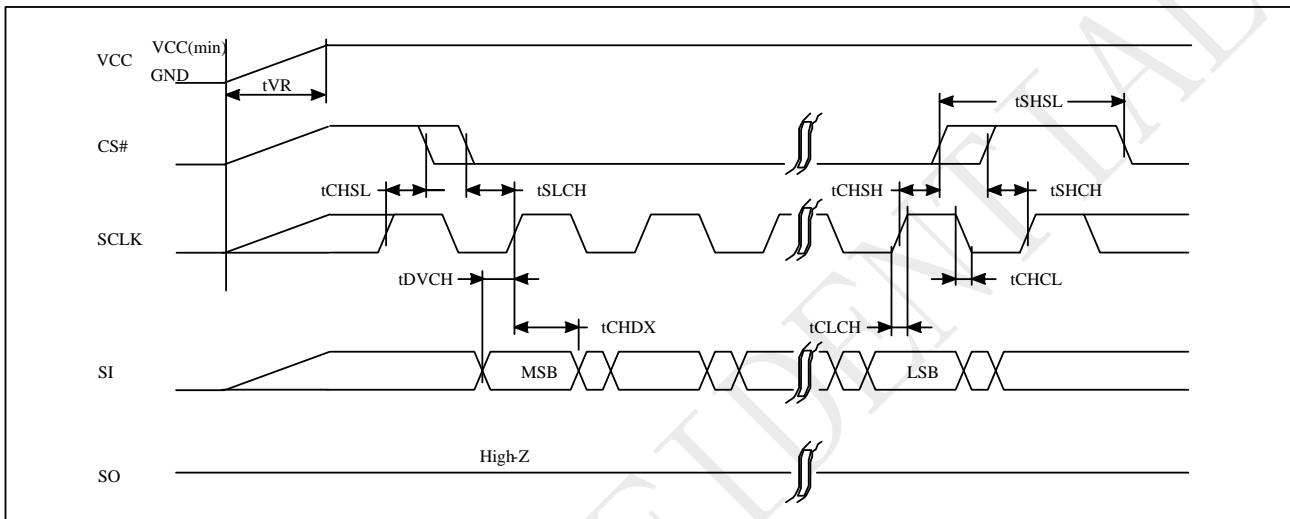 VCC
VCC(min)
GND
tVR
tSHSL
CS#
tCHSL
tSLCH
tCHSH
tSHCH
SCLK
tDVCH
tCHCL
tCHDX
tCLCH
SI
MSB
LSB
High-Z
SO